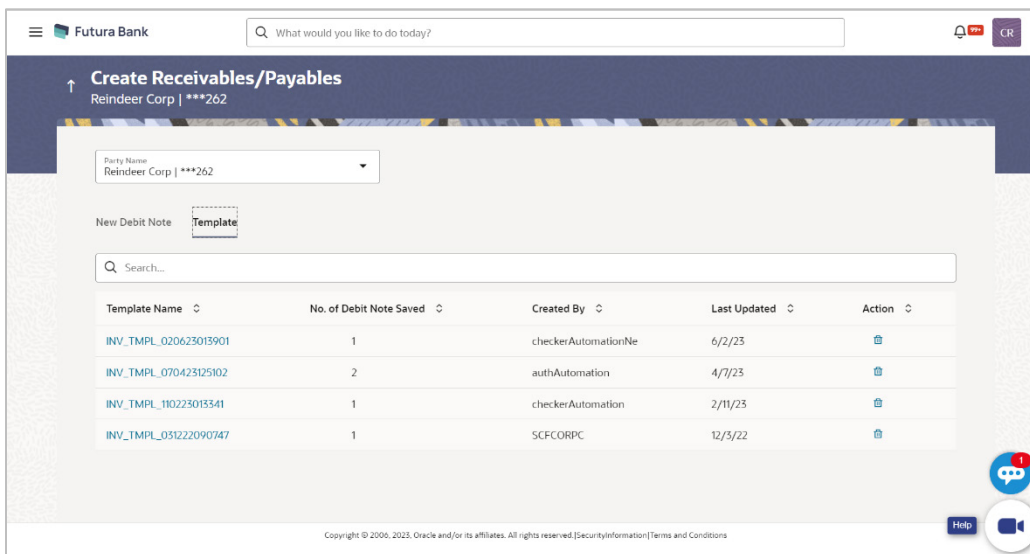 Futura Bank
What would you like to do today?
99+
CR
Create Receivables/Payables
Reindeer Corp | ***262
Party Name
Reindeer Corp | ***262
New Debit Note Template
Search...
Template Name No. of Debit Note Saved Created By Last Updated Action
INV_TMPL_020623013901 1 checkerAutomationNe 6/2/23
INV_TMPL_070423125102 2 authAutomation 4/7/23
INV_TMPL_110223013341 1 checkerAutomation 2/11/23
INV_TMPL_031222090747 1 SCFCORPC 12/3/22
1
Help
Copyright © 2006, 2023, Oracle and/or its affiliates. All rights reserved.|SecurityInformation|Terms and Conditions